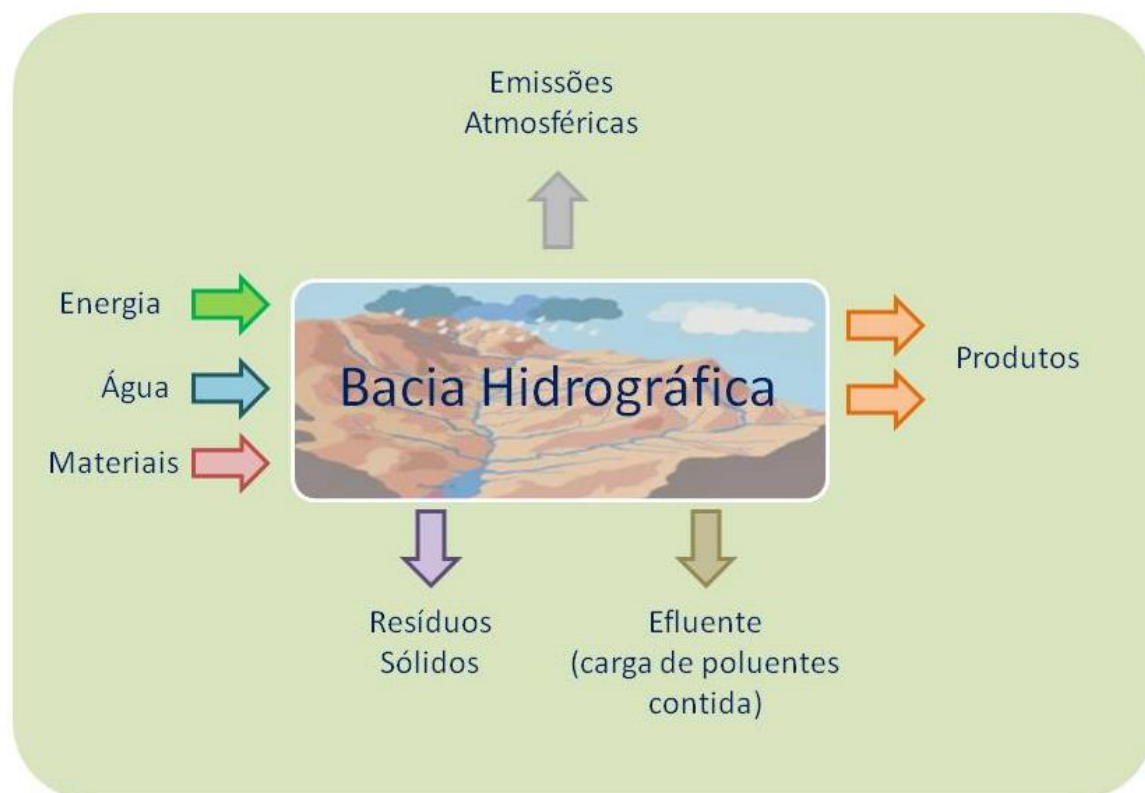 Emissões
Atmosféricas
Energia
Água
Materiais
Bacia Hidrográfica
Produtos
Resíduos
Sólidos
Efluente
(carga de poluentes
contida)